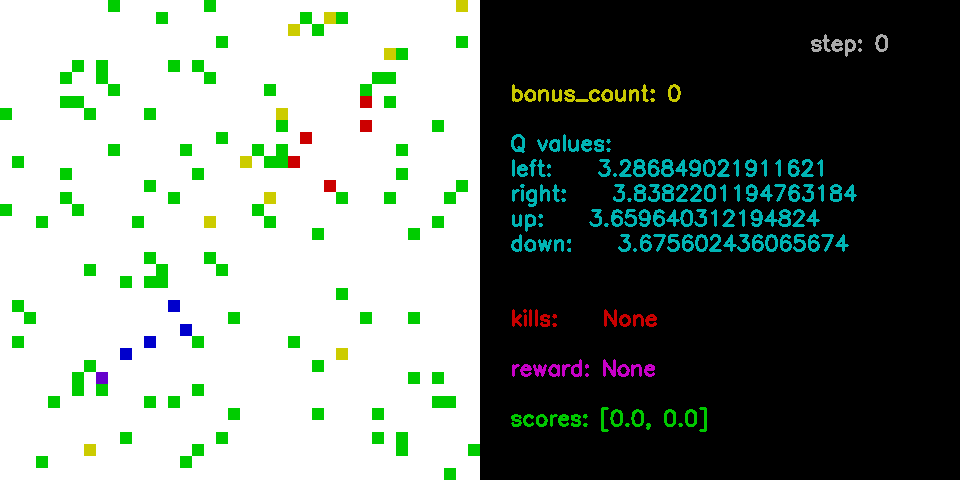 step: 0
bonus_count: 0
Q values:
left: 3.286849021911621
right: 3.8382201194763184
up: 3.659640312194824
down: 3.675602436065674
kills: None
reward: None
scores: [0.0, 0.0]